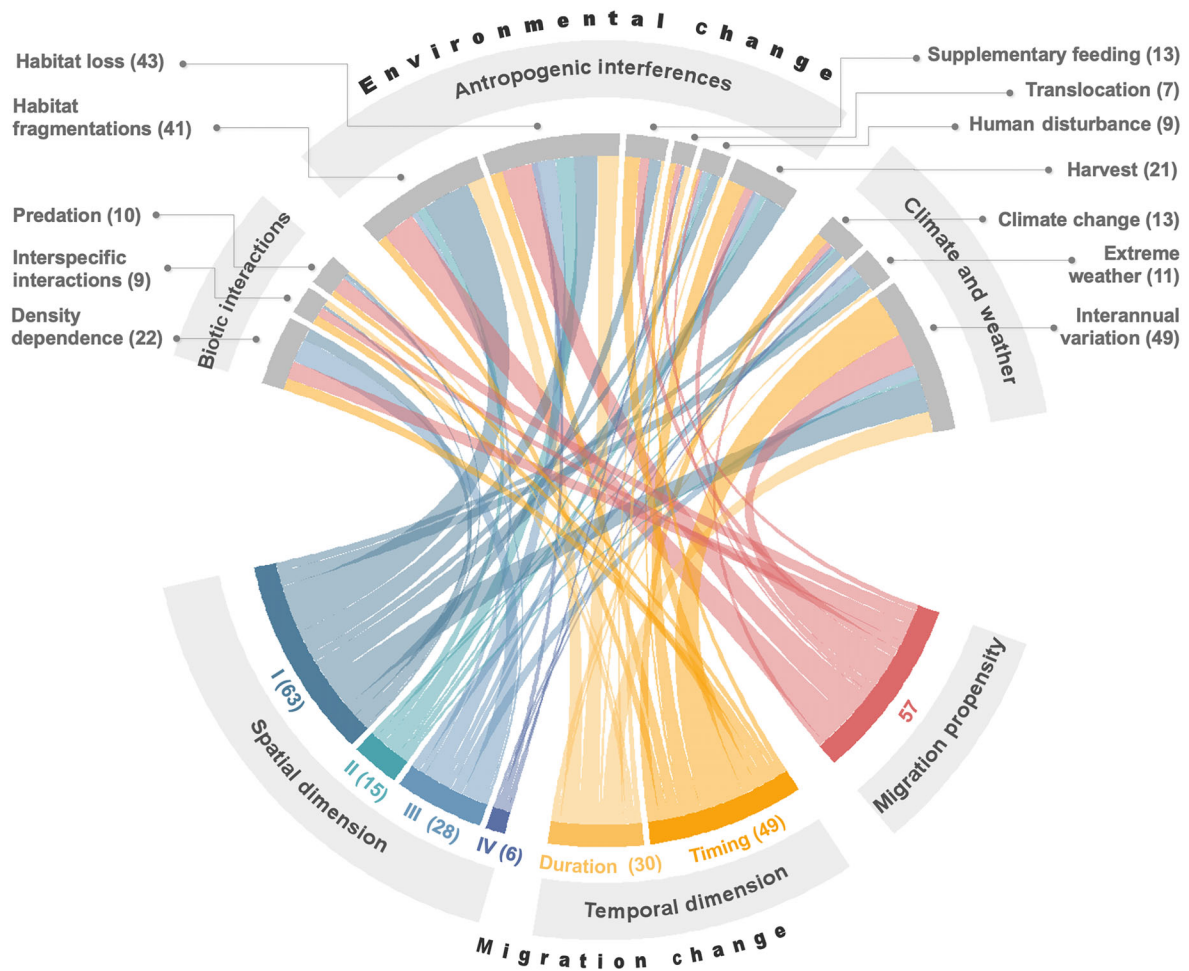 Environmental change
Antropogenic interferences
Habitat loss (43)
Habitat
fragmentations (41)
Predation (10)
Interspecific
interactions (9)
Density
dependence (22)
Biotic interactions
Supplementary feeding (13)
Translocation (7)
Human disturbance (9)
Harvest (21)
Climate change (13)
Extreme
weather (11)
Interannual
variation (49)
Climate and weather
I (63)
II (15)
III (28)
IV (6)
Spatial dimension
Duration (30)
Timing (49)
Temporal dimension
57
Migration propensity
Migration change